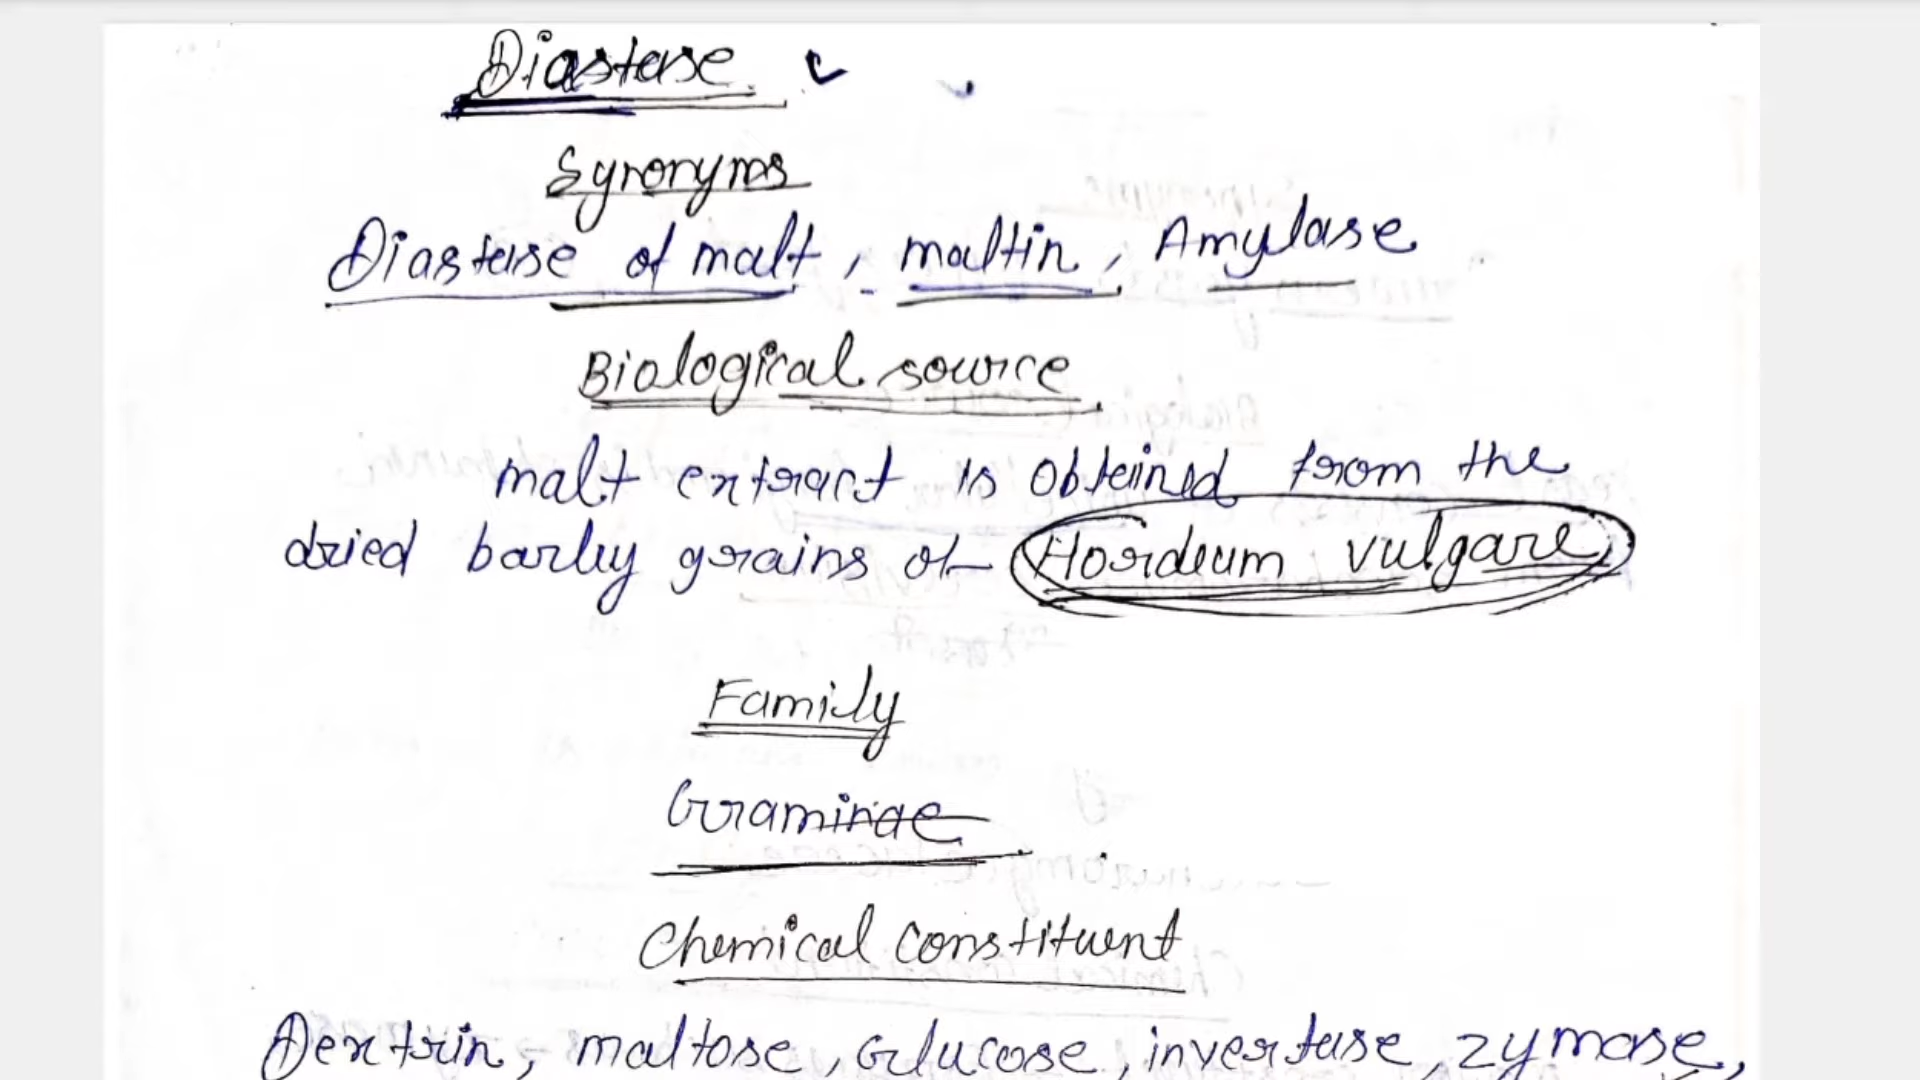 Diastase
Synonyms
Diastase of malt, maltin, Amylase
Biological source
malt extract is obtained from the
dried barley grains of Hordeum vulgare
Family
Graminae
Chemical constituent
Dextrin, maltose, Glucose, invertase, zymase,